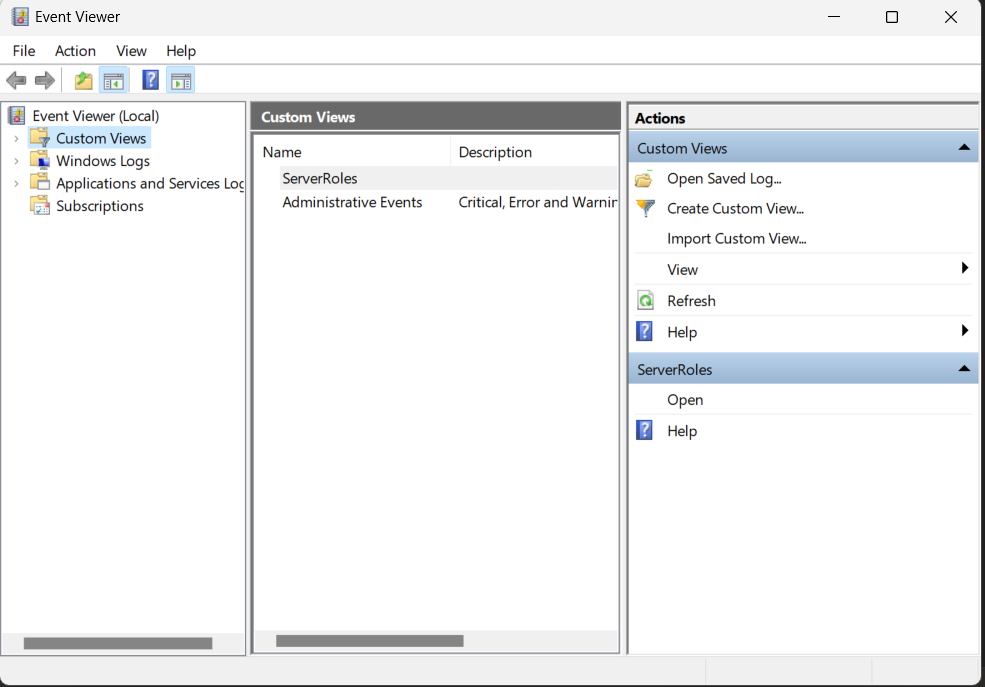 Event Viewer
File Action View Help
Event Viewer (Local)
Custom Views
Windows Logs
Applications and Services Log
Subscriptions
Custom Views
Name Description
ServerRoles
Administrative Events Critical, Error and Warnin
Actions
Custom Views
Open Saved Log...
Create Custom View...
Import Custom View...
View
Refresh
Help
ServerRoles
Open
Help